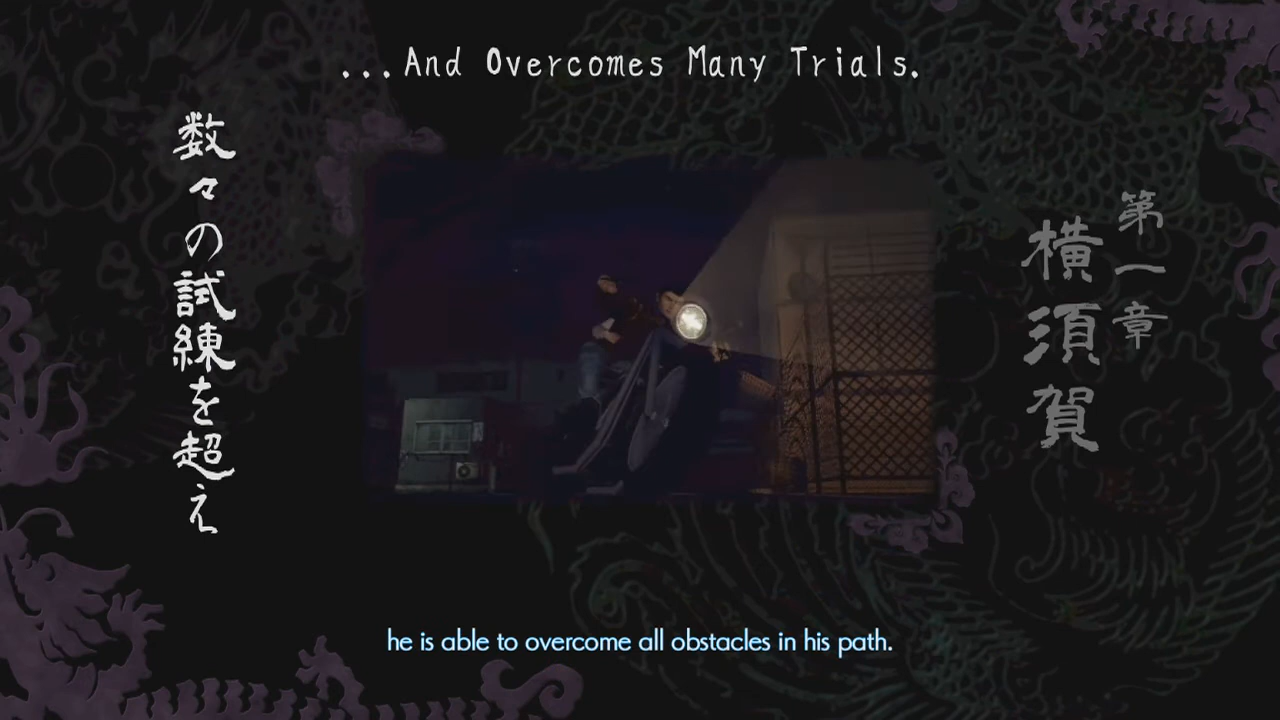 ...And Overcomes Many Trials.
第一章
横須賀
数々の試練を超え
he is able to overcome all obstacles in his path.